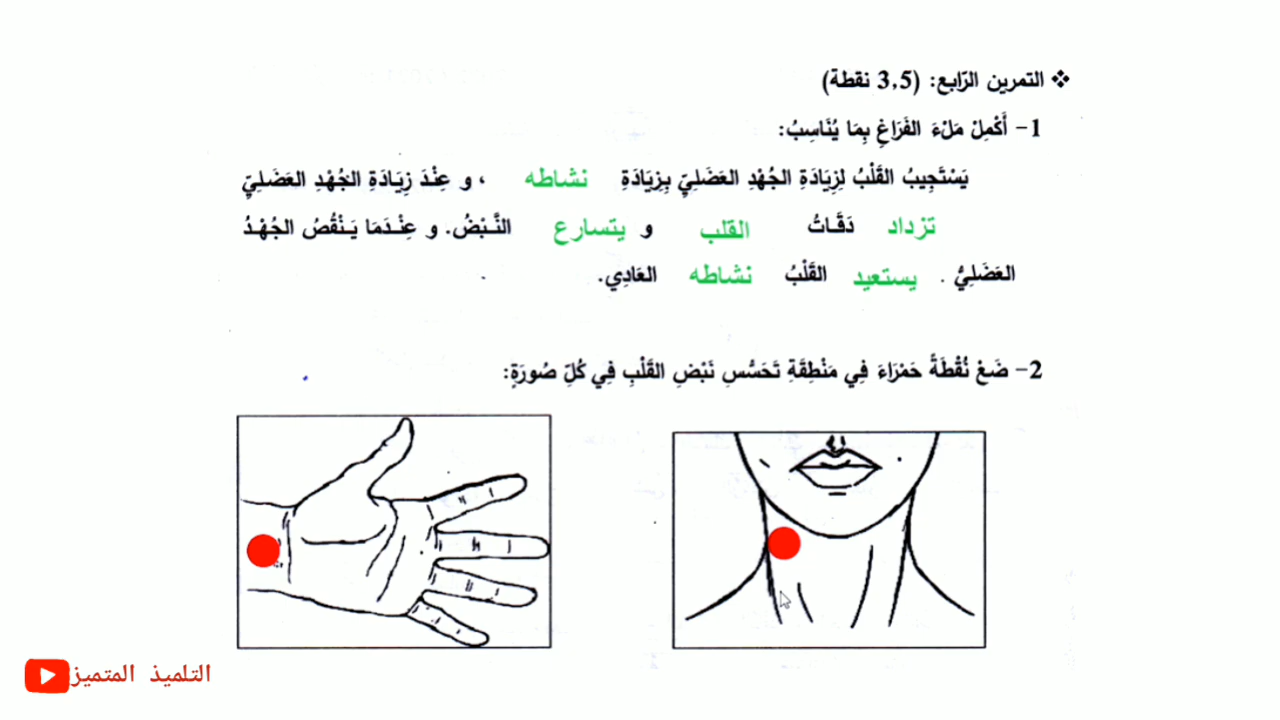 ❖ التمرين الرّابع: (3,5 نقطة)
1- أَكْمِلْ مَلْءَ الفَرَاغِ بِمَا يُنَاسِبُ:
يَسْتَجِيبُ القَلْبُ لِزِيَادَةِ الجُهْدِ العَضَلِيِّ بِزِيَادَةِ نشاطه ، و عِنْدَ زِيَادَةِ الجُهْدِ العَضَلِيِّ
تزداد دَقَّاتُ القلب و يتسارع النَّبْضُ. و عِنْدَمَا يَنْقُصُ الجُهْدُ
العَضَلِيُّ . يستعيد القَلْبُ نشاطه العَادِي.
2- ضَعْ نُقْطَةً حَمْرَاءَ فِي مَنْطِقَةِ تَحَسُّسِ نَبْضِ القَلْبِ فِي كُلِّ صُورَةٍ:
التلميذ المتميز